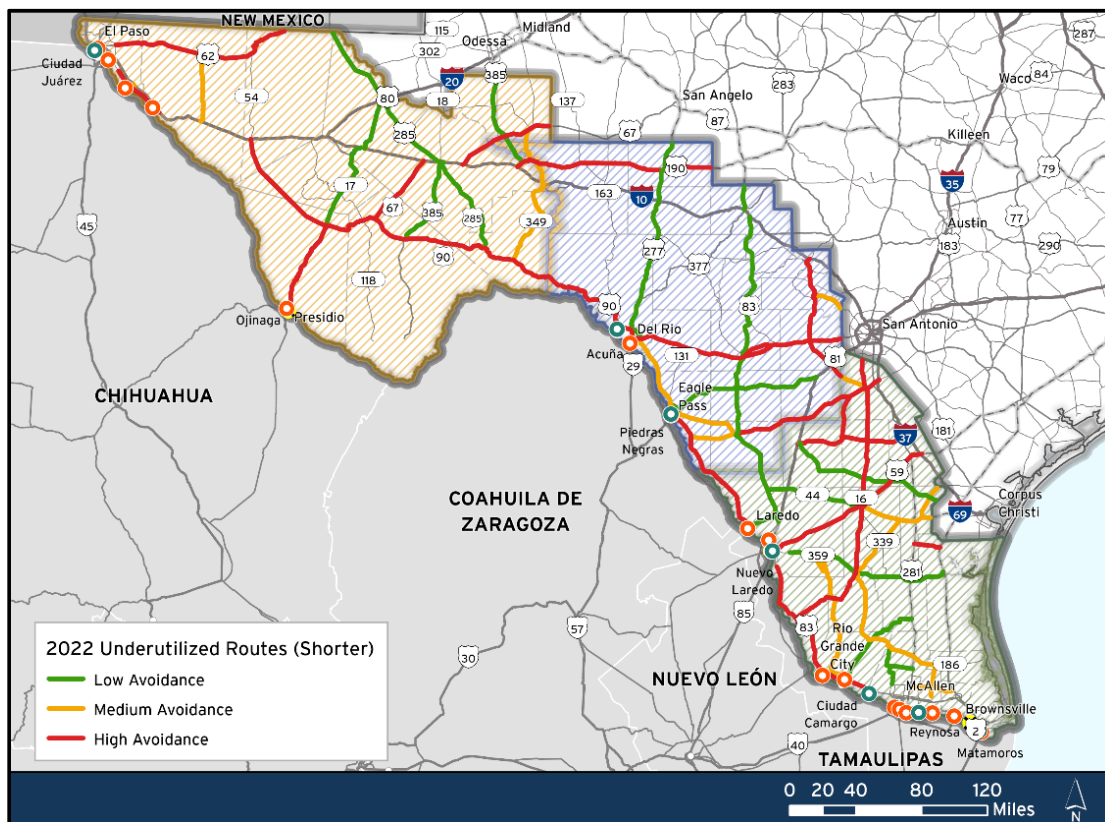 NEW MEXICO
El Paso
Ciudad
Juárez
62
54
115
302
Odessa
Midland
20
385
80
18
137
285
San Angelo
87
67
283
287
Waco
84
Killeen
79
35
Austin
77
183
290
190
163
10
17
67
385
285
349
90
118
277
377
83
45
Ojinaga
Presidio
90
Del Rio
Acuña
29
131
81
San Antonio
CHIHUAHUA
Eagle
Pass
Piedras
Negras
37
181
59
Corpus
Christi
69
COAHUILA DE
ZARAGOZA
44
16
Laredo
339
359
Nuevo
Laredo
281
85
57
83
Rio
Grande
City
30
186
NUEVO LEÓN
McAllen
Ciudad
Camargo
Brownsville
Reynosa
2
Matamoros
40
TAMAULIPAS
2022 Underutilized Routes (Shorter)
Low Avoidance
Medium Avoidance
High Avoidance
0 20 40 80 120
Miles
N